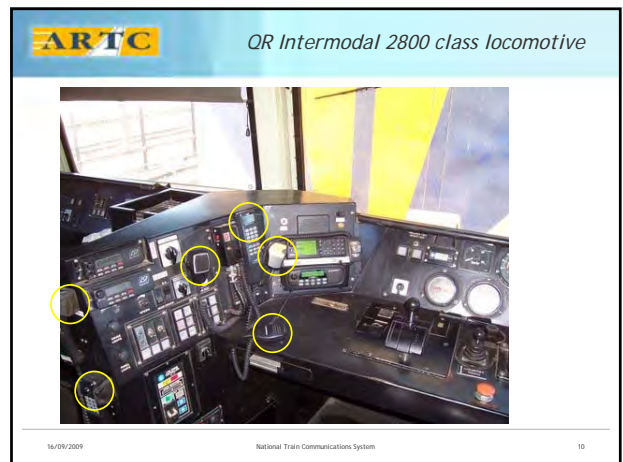 ARTC
QR Intermodal 2800 class locomotive
16/09/2009
National Train Communications System
10